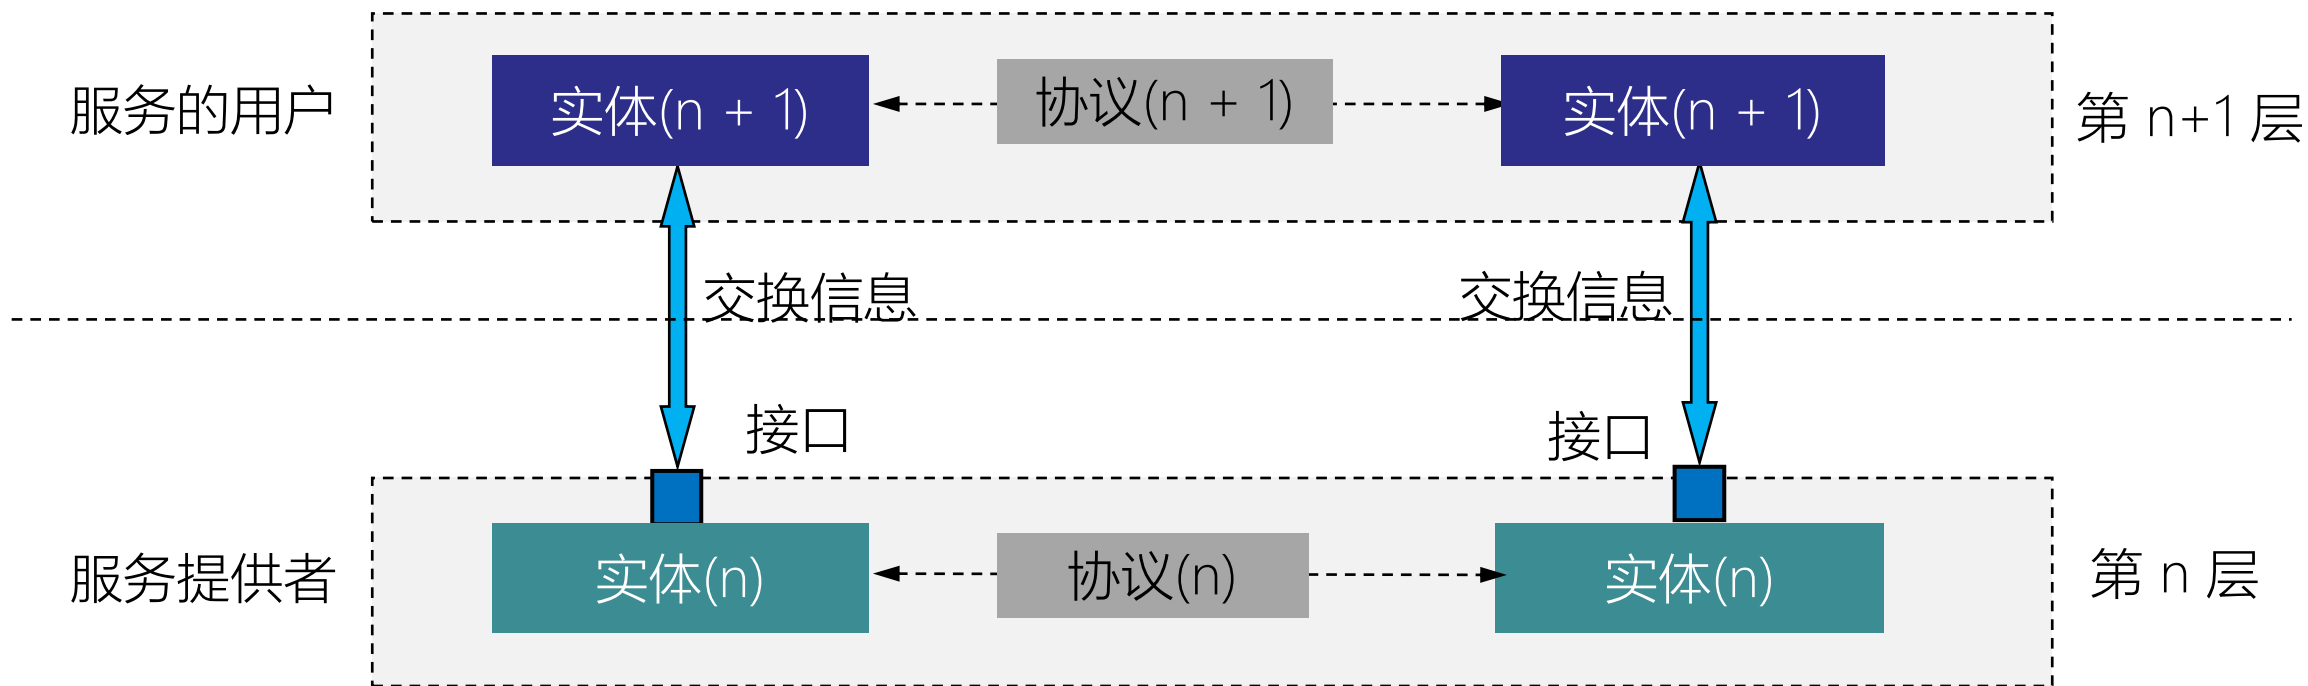 服务的用户
实体(n + 1)
协议(n + 1)
实体(n + 1)
第 n+1 层
交换信息
交换信息
接口
接口
服务提供者
实体(n)
协议(n)
实体(n)
第 n 层